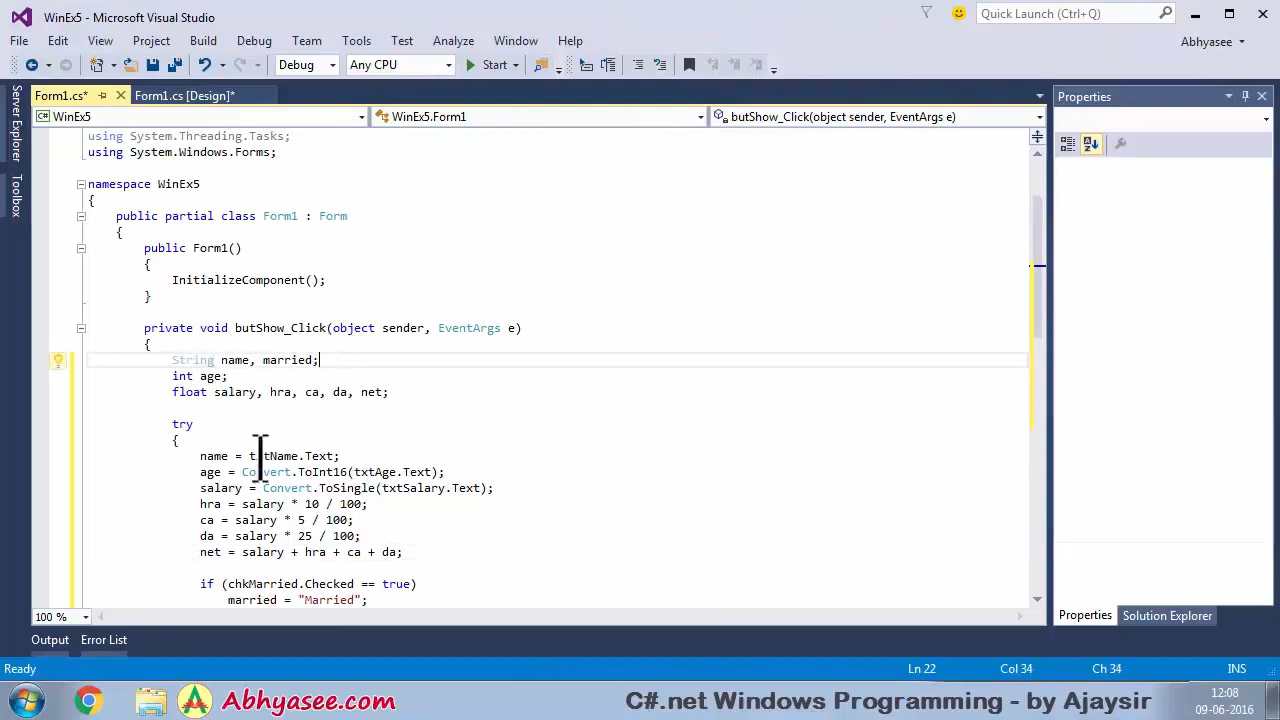 WinEx5 - Microsoft Visual Studio
Quick Launch (Ctrl+Q)
File Edit View Project Build Debug Team Tools Test Analyze Window Help
Abhyasee
Debug Any CPU Start
Form1.cs* Form1.cs [Design]*
Properties
WinEx5 WinEx5.Form1 butShow_Click(object sender, EventArgs e)
Server Explorer
Toolbox
using System.Threading.Tasks;
using System.Windows.Forms;
namespace WinEx5
{
public partial class Form1 : Form
{
public Form1()
{
InitializeComponent();
}
private void butShow_Click(object sender, EventArgs e)
{
String name, married;
int age;
float salary, hra, ca, da, net;
try
{
name = txtName.Text;
age = Convert.ToInt16(txtAge.Text);
salary = Convert.ToSingle(txtSalary.Text);
hra = salary * 10 / 100;
ca = salary * 5 / 100;
da = salary * 25 / 100;
net = salary + hra + ca + da;
if (chkMarried.Checked == true)
married = "Married";
100 %
Properties Solution Explorer
Output Error List
Ready Ln 22 Col 34 Ch 34 INS
Abhyasee.com
C#.net Windows Programming - by Ajaysir
12:08
09-06-2016